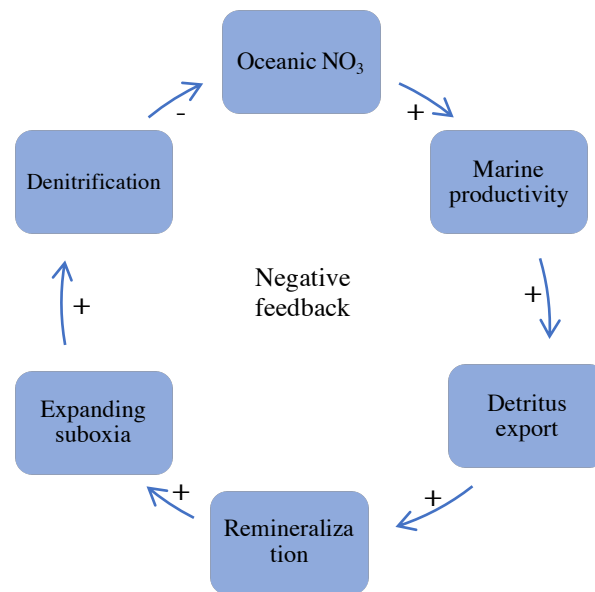 Oceanic NO₃
+
Marine
productivity
+
Detritus
export
+
Remineraliza
tion
+
Expanding
suboxia
+
Denitrification
-
Negative
feedback